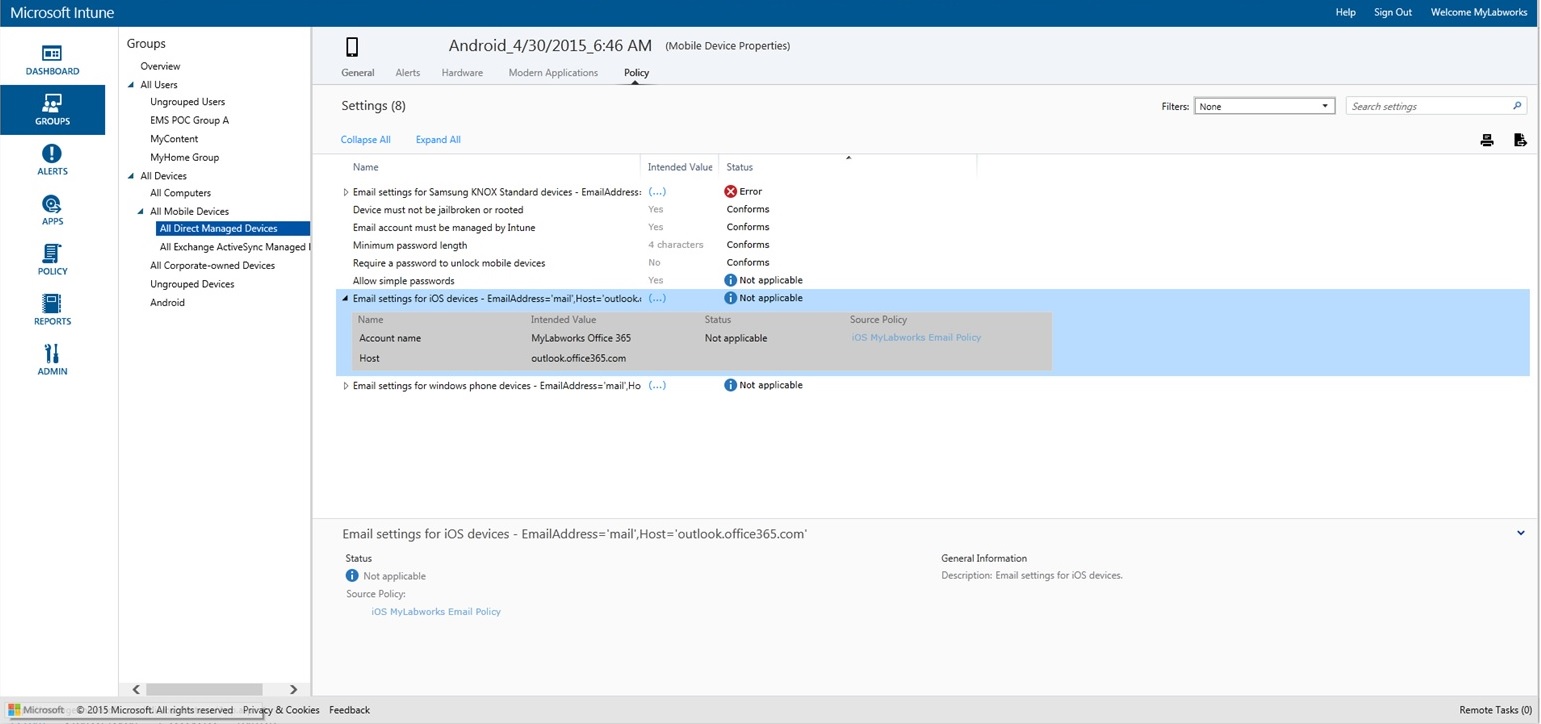 Microsoft Intune
Help Sign Out Welcome MyLabworks
DASHBOARD
GROUPS
ALERTS
APPS
POLICY
REPORTS
ADMIN
Groups
Overview
All Users
Ungrouped Users
EMS POC Group A
MyContent
MyHome Group
All Devices
All Computers
All Mobile Devices
All Direct Managed Devices
All Exchange ActiveSync Managed
All Corporate-owned Devices
Ungrouped Devices
Android
Android_4/30/2015_6:46 AM (Mobile Device Properties)
General Alerts Hardware Modern Applications Policy
Settings (8)
Filters: None Search settings
Collapse All Expand All
Name Intended Value Status
Email settings for Samsung KNOX Standard devices - EmailAddress= (...) Error
Device must not be jailbroken or rooted Yes Conforms
Email account must be managed by Intune Yes Conforms
Minimum password length 4 characters Conforms
Require a password to unlock mobile devices No Conforms
Allow simple passwords Yes Not applicable
Email settings for iOS devices - EmailAddress='mail',Host='outlook. (...) Not applicable
Name Intended Value Status Source Policy
Account name MyLabworks Office 365 Not applicable iOS MyLabworks Email Policy
Host outlook.office365.com
Email settings for windows phone devices - EmailAddress='mail',Ho (...) Not applicable
Email settings for iOS devices - EmailAddress='mail',Host='outlook.office365.com'
Status
Not applicable
Source Policy:
iOS MyLabworks Email Policy
General Information
Description: Email settings for iOS devices.
Microsoft © 2015 Microsoft. All rights reserved Privacy & Cookies Feedback
Remote Tasks (0)